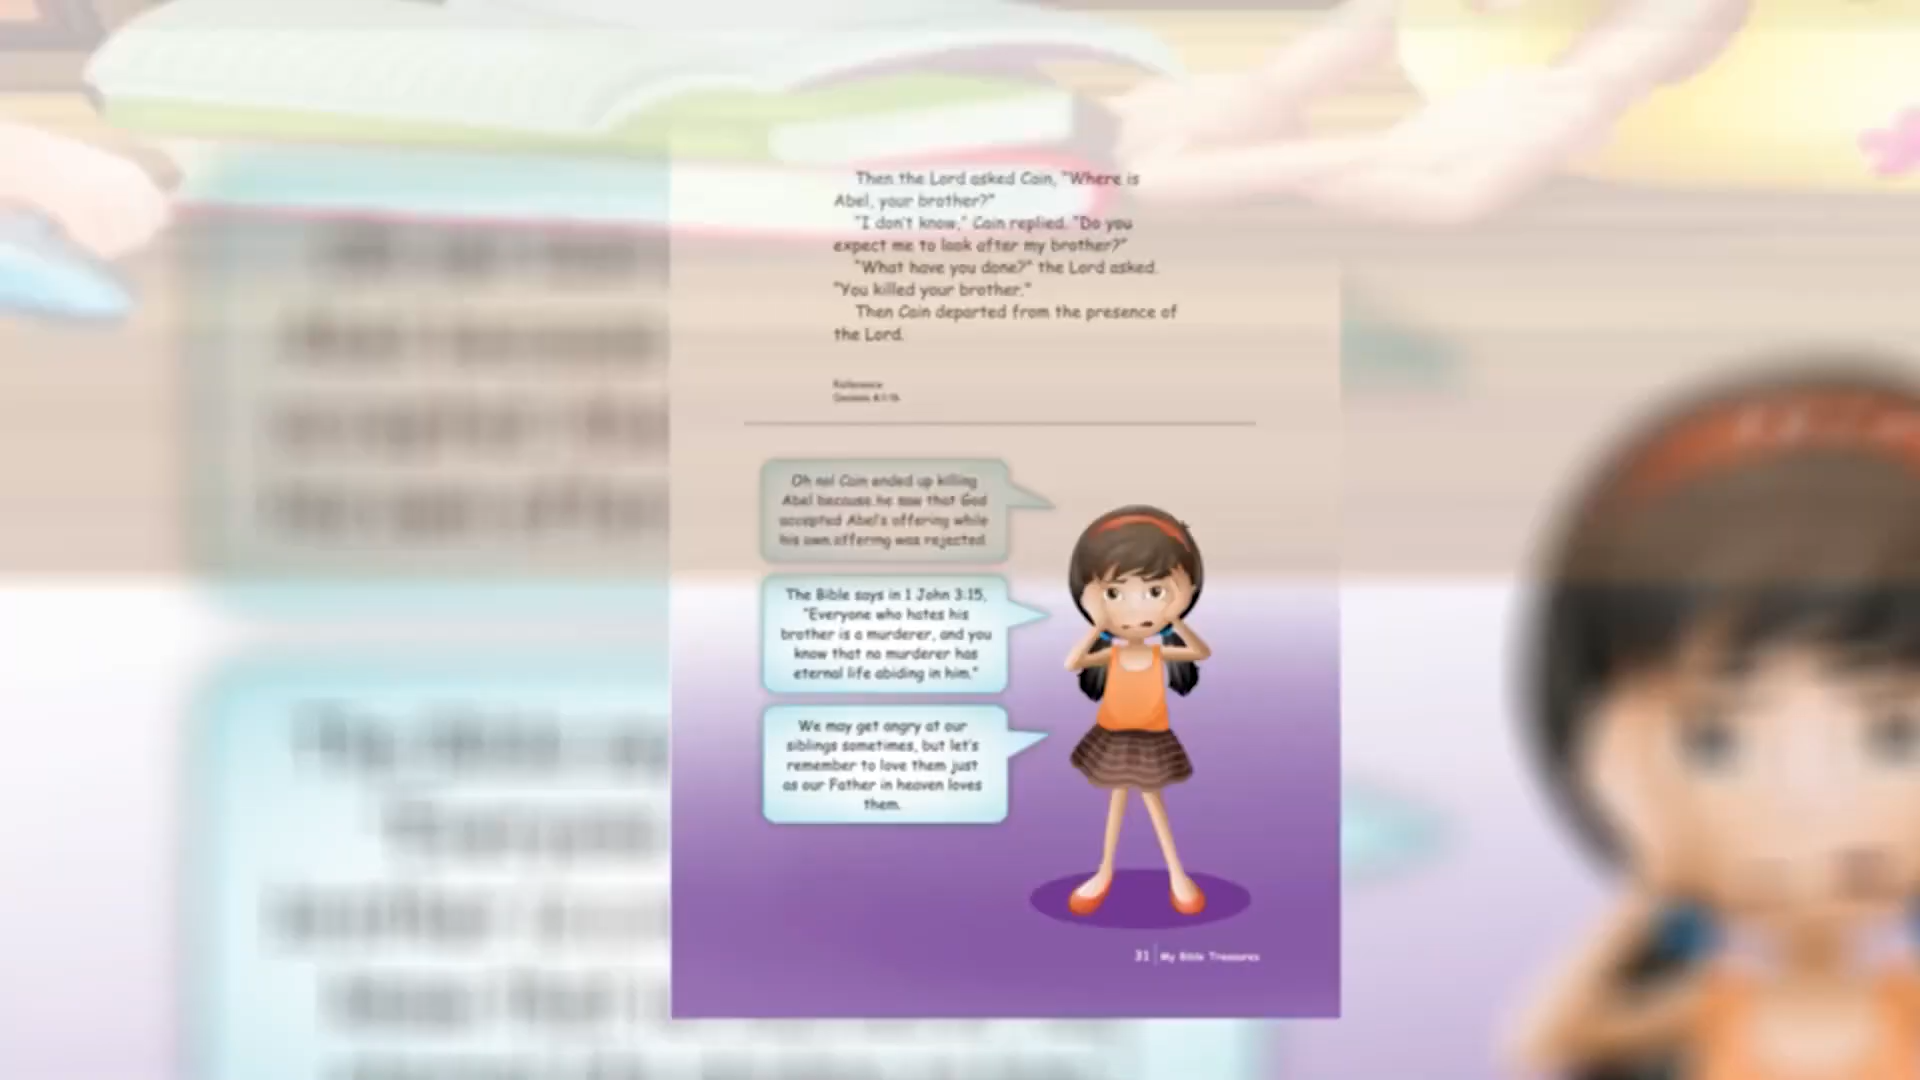 Then the Lord asked Cain, "Where is
Abel, your brother?"
"I don't know," Cain replied. "Do you
expect me to look after my brother?"
"What have you done?" the Lord asked.
"You killed your brother."
Then Cain departed from the presence of
the Lord.
Reference
Genesis 4:1-16
Oh no! Cain ended up killing
Abel because he saw that God
accepted Abel's offering while
his own offering was rejected.
The Bible says in 1 John 3:15,
"Everyone who hates his
brother is a murderer, and you
know that no murderer has
eternal life abiding in him."
We may get angry at our
siblings sometimes, but let's
remember to love them just
as our Father in heaven loves
them.
31 | My Bible Treasures